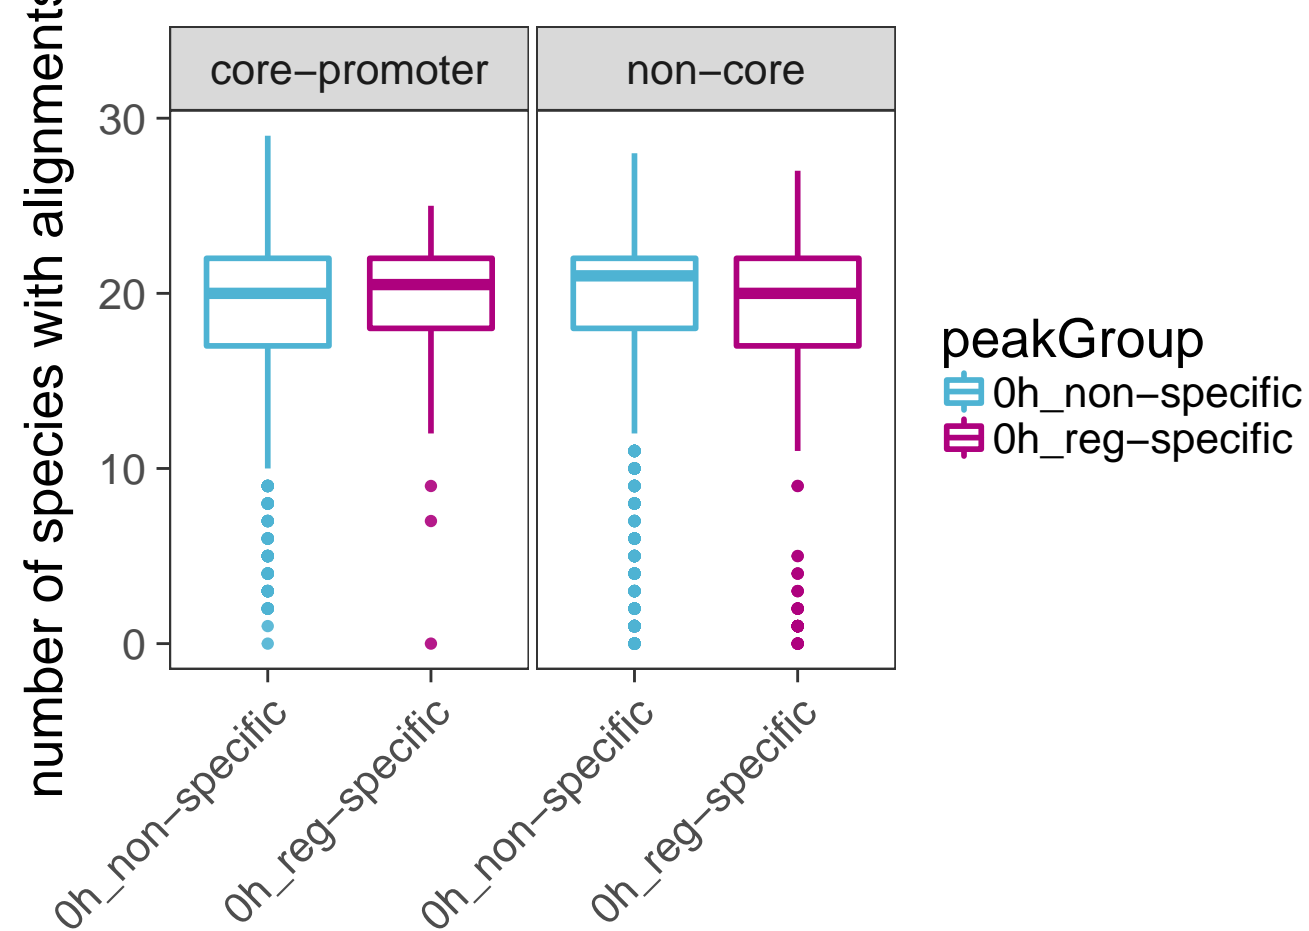 number of species with alignments
core−promoter
non−core
30
20
10
0
0h_non−specific
0h_reg−specific
0h_non−specific
0h_reg−specific
peakGroup
0h_non−specific
0h_reg−specific